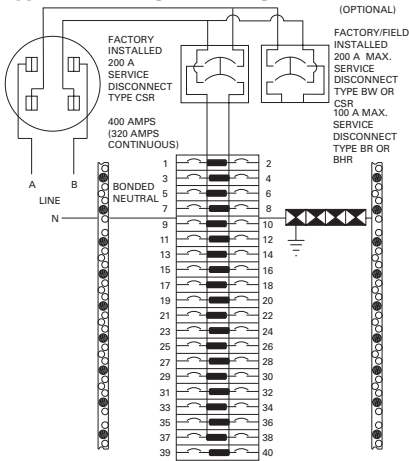 (OPTIONAL)
FACTORY
INSTALLED
200 A
SERVICE
DISCONNECT
TYPE CSR
400 AMPS
(320 AMPS
CONTINUOUS)
FACTORY/FIELD
INSTALLED
200 A MAX.
SERVICE
DISCONNECT
TYPE BW OR
CSR
100 A MAX.
SERVICE
DISCONNECT
TYPE BR OR
BHR
A B
LINE
N
BONDED
NEUTRAL
1 2
3 4
5 6
7 8
9 10
11 12
13 14
15 16
17 18
19 20
21 22
23 24
25 26
27 28
29 30
31 32
33 34
35 36
37 38
39 40